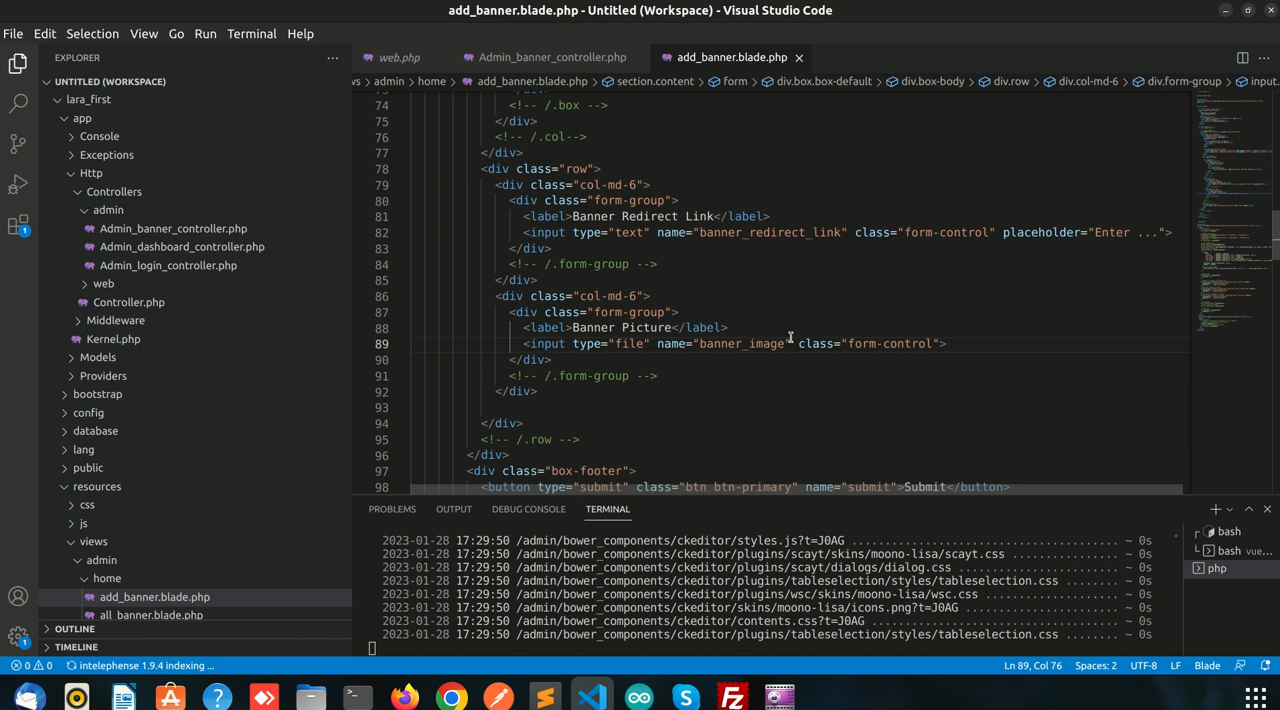 add_banner.blade.php - Untitled (Workspace) - Visual Studio Code
File Edit Selection View Go Run Terminal Help
EXPLORER
UNTITLED (WORKSPACE)
lara_first
app
Console
Exceptions
Http
Controllers
admin
Admin_banner_controller.php
Admin_dashboard_controller.php
Admin_login_controller.php
web
Controller.php
Middleware
Kernel.php
Models
Providers
bootstrap
config
database
lang
public
resources
css
js
views
admin
home
add_banner.blade.php
all_banner.blade.php
OUTLINE
TIMELINE
web.php Admin_banner_controller.php add_banner.blade.php
ws > admin > home > add_banner.blade.php > section.content > form > div.box.box-default > div.box-body > div.row > div.col-md-6 > div.form-group > input.
74 <!-- /.box -->
75 </div>
76 <!-- /.col-->
77 </div>
78 <div class="row">
79 <div class="col-md-6">
80 <div class="form-group">
81 <label>Banner Redirect Link</label>
82 <input type="text" name="banner_redirect_link" class="form-control" placeholder="Enter ...">
83 </div>
84 <!-- /.form-group -->
85 </div>
86 <div class="col-md-6">
87 <div class="form-group">
88 <label>Banner Picture</label>
89 <input type="file" name="banner_image" class="form-control">
90 </div>
91 <!-- /.form-group -->
92 </div>
93
94 </div>
95 <!-- /.row -->
96 </div>
97 <div class="box-footer">
98 <button type="submit" class="btn btn-primary" name="submit">Submit</button>
PROBLEMS OUTPUT DEBUG CONSOLE TERMINAL
2023-01-28 17:29:50 /admin/bower_components/ckeditor/styles.js?t=J0AG ...................................... ~ 0s
2023-01-28 17:29:50 /admin/bower_components/ckeditor/plugins/scayt/skins/moono-lisa/scayt.css ................ ~ 0s
2023-01-28 17:29:50 /admin/bower_components/ckeditor/plugins/scayt/dialogs/dialog.css ........................ ~ 0s
2023-01-28 17:29:50 /admin/bower_components/ckeditor/plugins/tableselection/styles/tableselection.css ........ ~ 0s
2023-01-28 17:29:50 /admin/bower_components/ckeditor/plugins/wsc/skins/moono-lisa/wsc.css .................... ~ 0s
2023-01-28 17:29:50 /admin/bower_components/ckeditor/skins/moono-lisa/icons.png?t=J0AG ....................... ~ 0s
2023-01-28 17:29:50 /admin/bower_components/ckeditor/contents.css?t=J0AG ..................................... ~ 0s
2023-01-28 17:29:50 /admin/bower_components/ckeditor/plugins/tableselection/styles/tableselection.css ........ ~ 0s
bash
bash vue...
php
0 0 intelephense 1.9.4 indexing ... Ln 89, Col 76 Spaces: 2 UTF-8 LF Blade